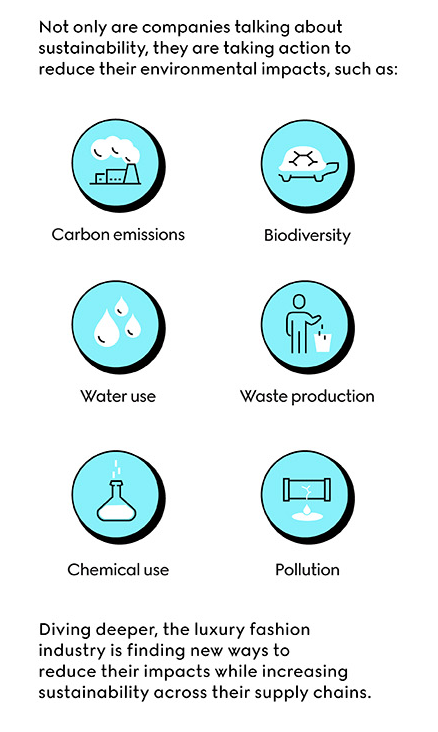 Not only are companies talking about
sustainability, they are taking action to
reduce their environmental impacts, such as:
Carbon emissions
Biodiversity
Water use
Waste production
Chemical use
Pollution
Diving deeper, the luxury fashion
industry is finding new ways to
reduce their impacts while increasing
sustainability across their supply chains.